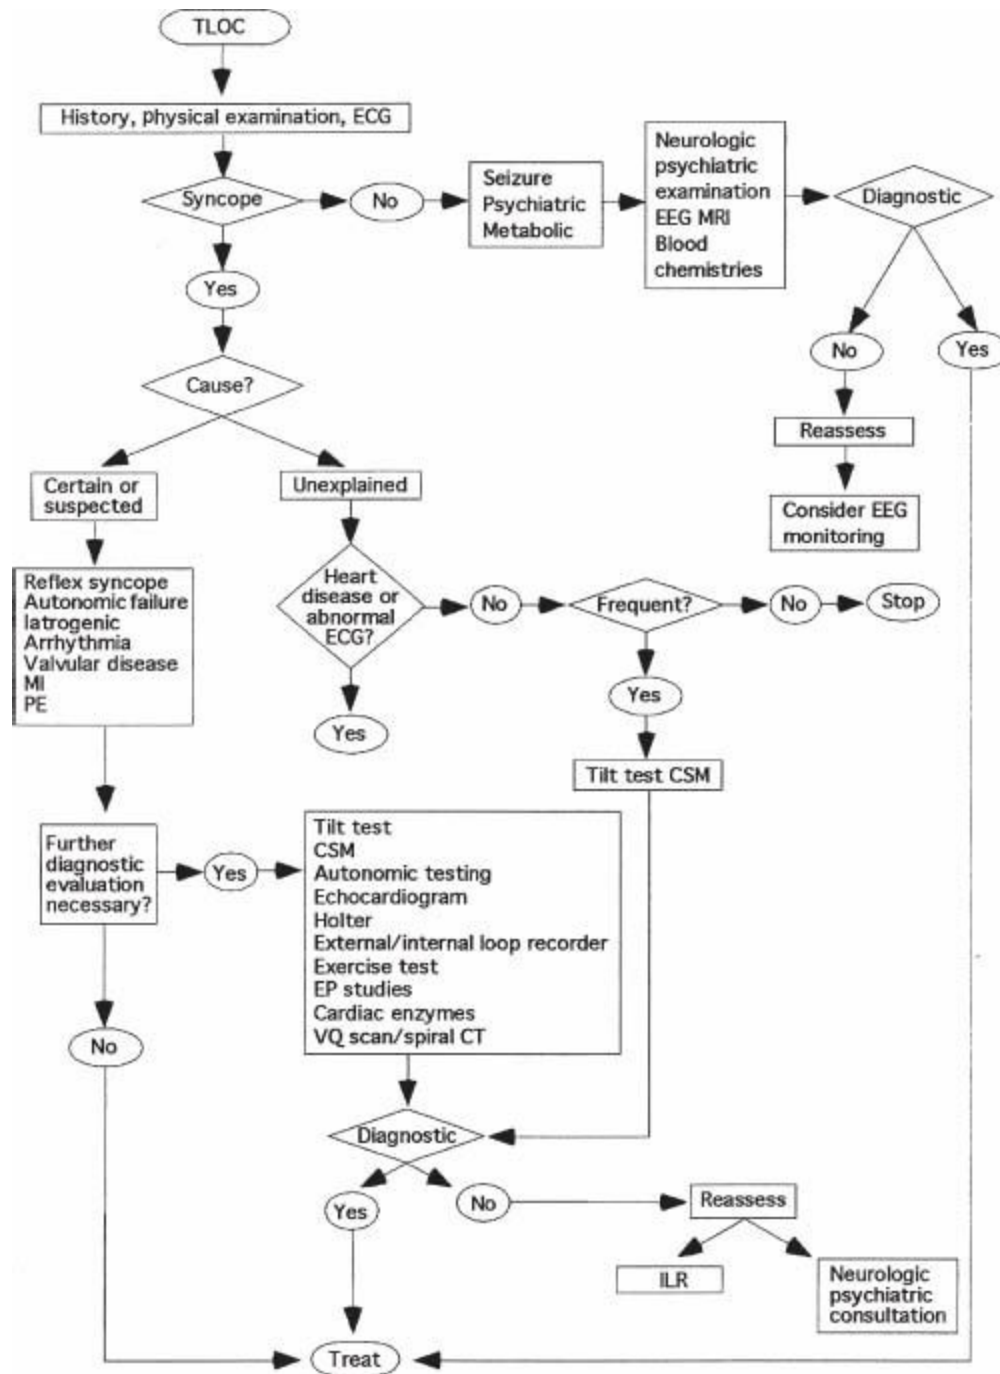 TLOC
History, physical examination, ECG
Syncope
No
Seizure
Psychiatric
Metabolic
Neurologic
psychiatric
examination
EEG MRI
Blood
chemistries
Diagnostic
Yes
No
Yes
Reassess
Consider EEG
monitoring
Cause?
Certain or
suspected
Unexplained
Reflex syncope
Autonomic failure
Iatrogenic
Arrhythmia
Valvular disease
MI
PE
Heart
disease or
abnormal
ECG?
No
Frequent?
No
Stop
Yes
Yes
Tilt test CSM
Further
diagnostic
evaluation
necessary?
Yes
Tilt test
CSM
Autonomic testing
Echocardiogram
Holter
External/internal loop recorder
Exercise test
EP studies
Cardiac enzymes
VQ scan/spiral CT
No
Diagnostic
Yes
No
Reassess
ILR
Neurologic
psychiatric
consultation
Treat